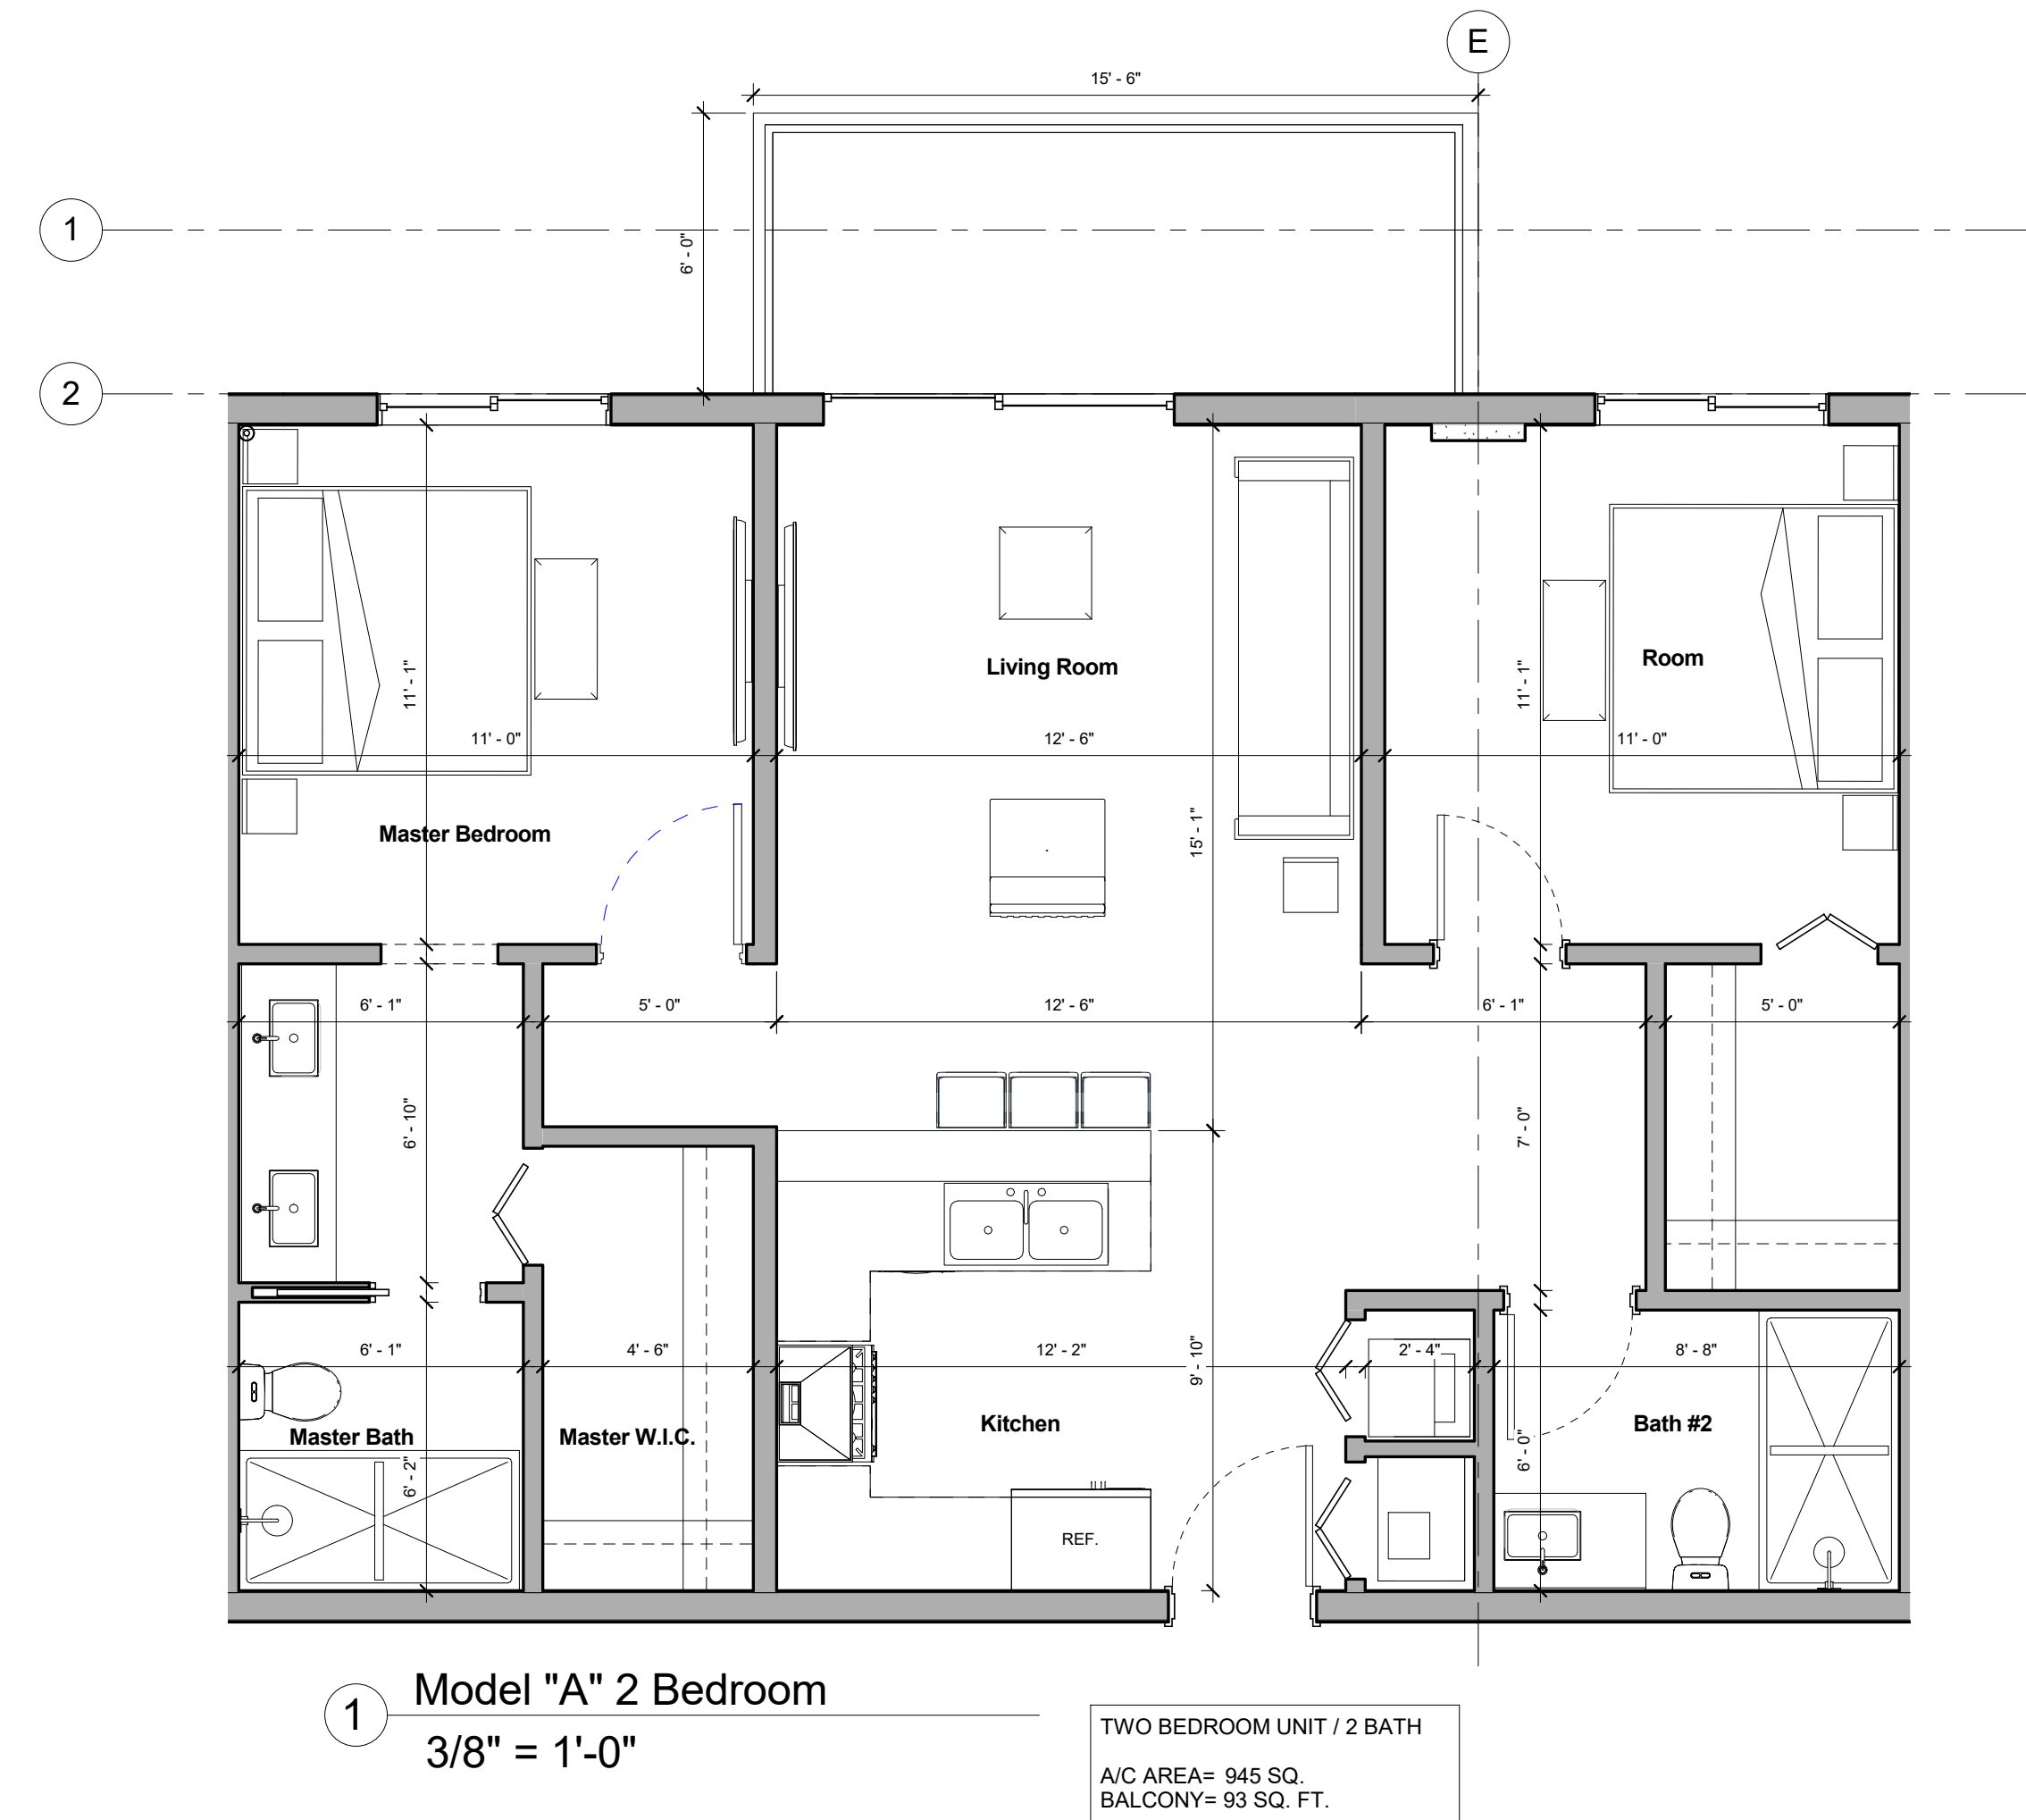 E
15' - 6"
1
6' - 0"
2
Living Room
Room
11' - 1"
11' - 1"
11' - 0"
12' - 6"
11' - 0"
Master Bedroom
15' - 1"
6' - 1"
5' - 0"
12' - 6"
6' - 1"
5' - 0"
6' - 10"
7' - 0"
6' - 1"
4' - 6"
12' - 2"
9' - 10"
2' - 4"
8' - 8"
Master Bath
Master W.I.C.
Kitchen
Bath #2
6' - 2"
6' - 0"
REF.
1
Model "A" 2 Bedroom
3/8" = 1'-0"
TWO BEDROOM UNIT / 2 BATH
A/C AREA= 945 SQ.
BALCONY= 93 SQ. FT.